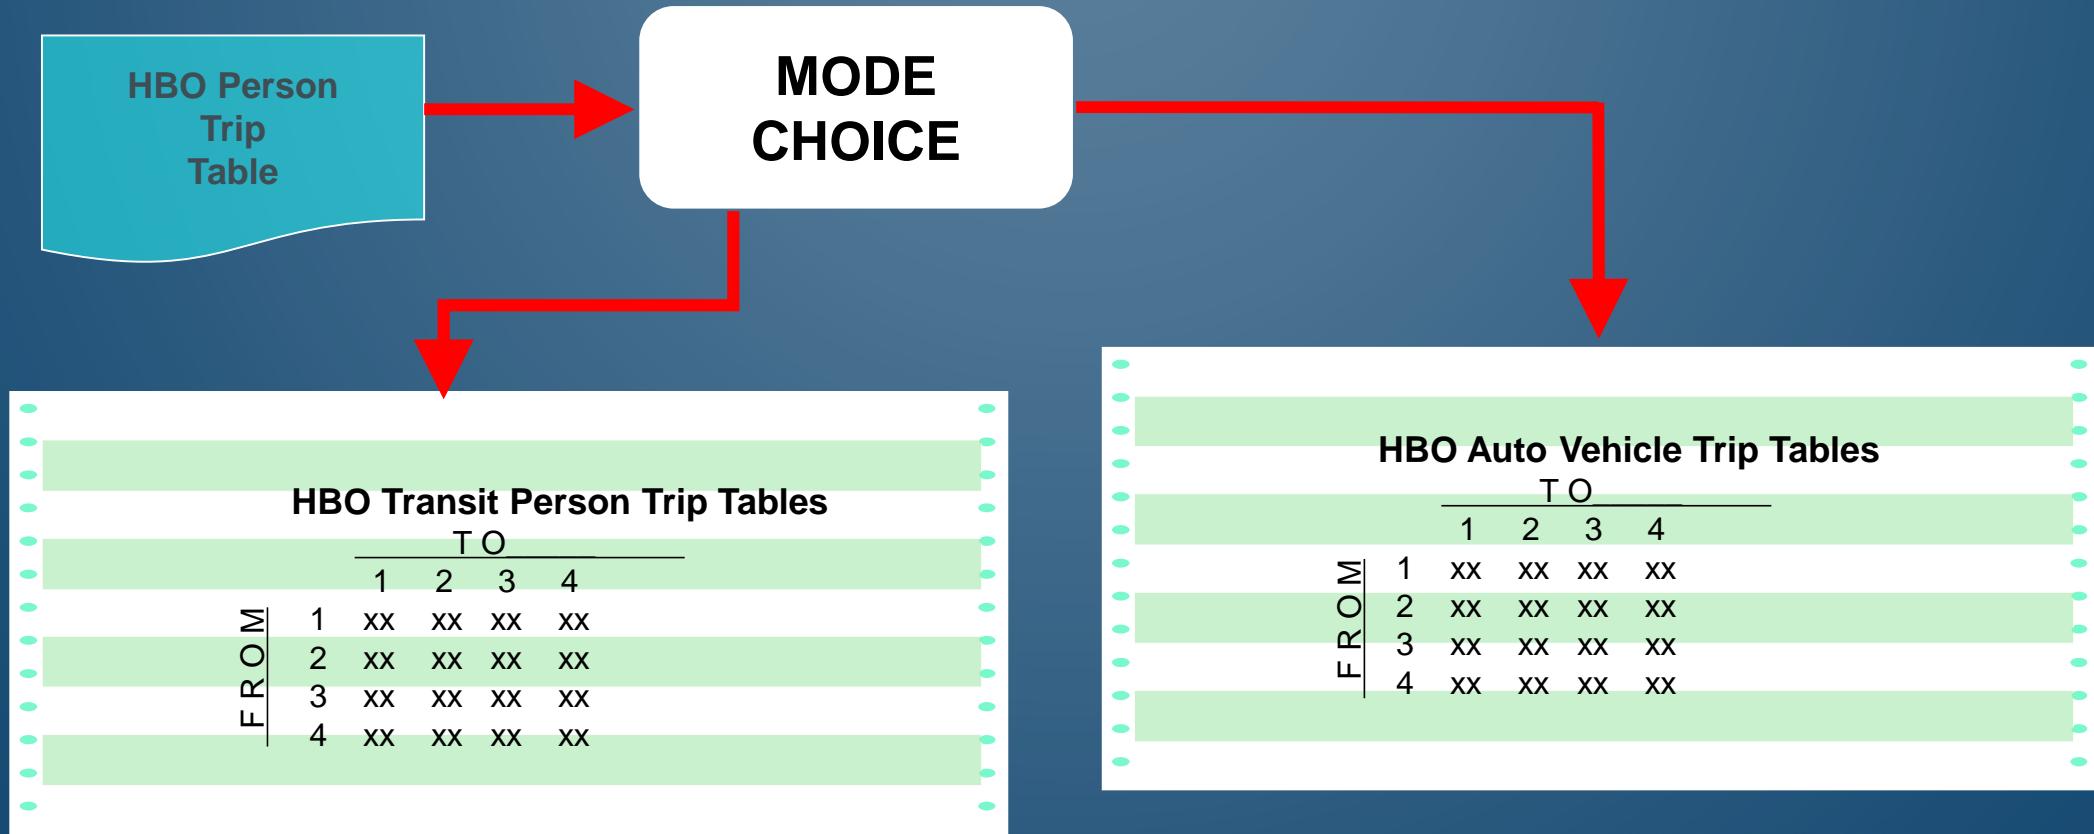 HBO Person
Trip
Table
MODE
CHOICE
HBO Transit Person Trip Tables
T O_____
1 2 3 4
F R O M
1 xx xx xx xx
2 xx xx xx xx
3 xx xx xx xx
4 xx xx xx xx
HBO Auto Vehicle Trip Tables
T O_____
1 2 3 4
F R O M
1 xx xx xx xx
2 xx xx xx xx
3 xx xx xx xx
4 xx xx xx xx